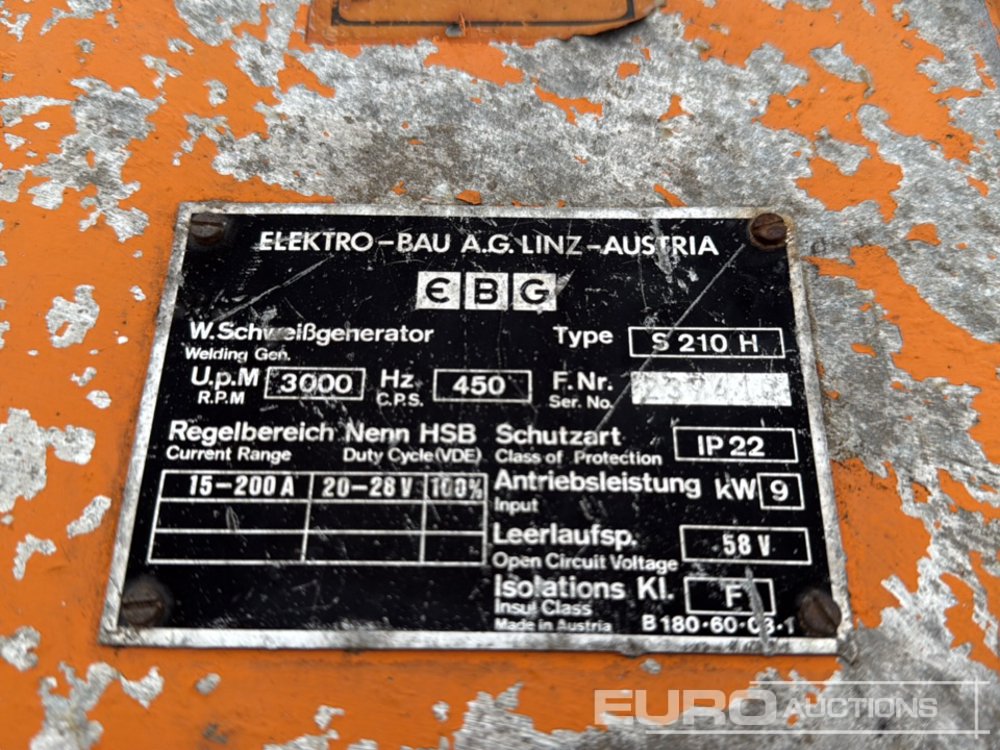 ELEKTRO-BAU A.G. LINZ-AUSTRIA
EBG
W.Schweißgenerator Type S 210 H
Welding Gen.
U.p.M 3000 Hz 450 F.Nr.
R.P.M C.P.S. Ser. No.
Regelbereich Nenn HSB Schutzart IP 22
Current Range Duty Cycle (VDE) Class of Protection
15-200 A 20-28 V 100% Antriebsleistung kW 9
Input
Leerlaufsp. 58 V
Open Circuit Voltage
Isolations Kl. F
Insul Class
Made in Austria B 180-60-03-1
EURO AUCTIONS